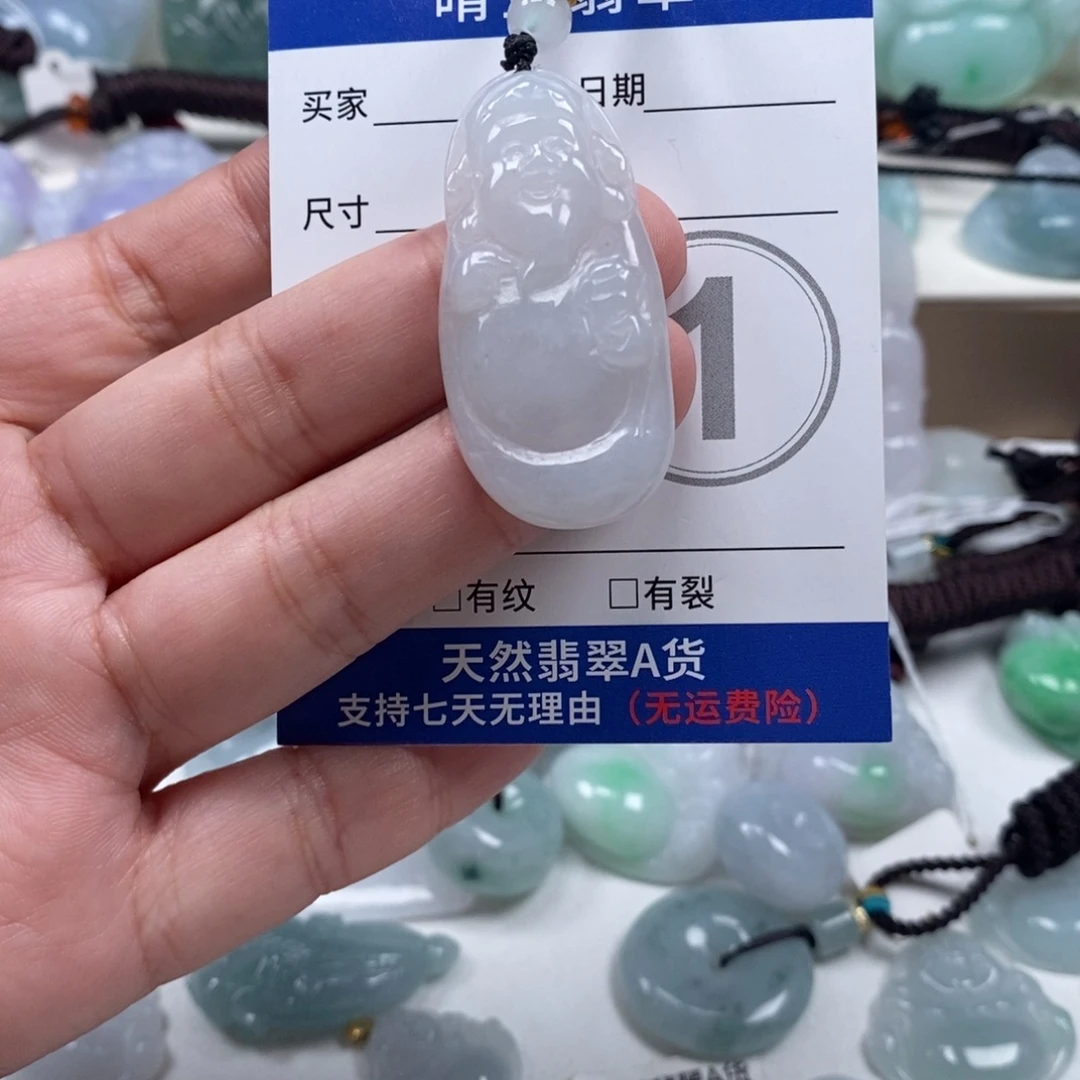 买家 日期
尺寸
1
□有纹 □有裂
天然翡翠A货
支持七天无理由（无运费险）